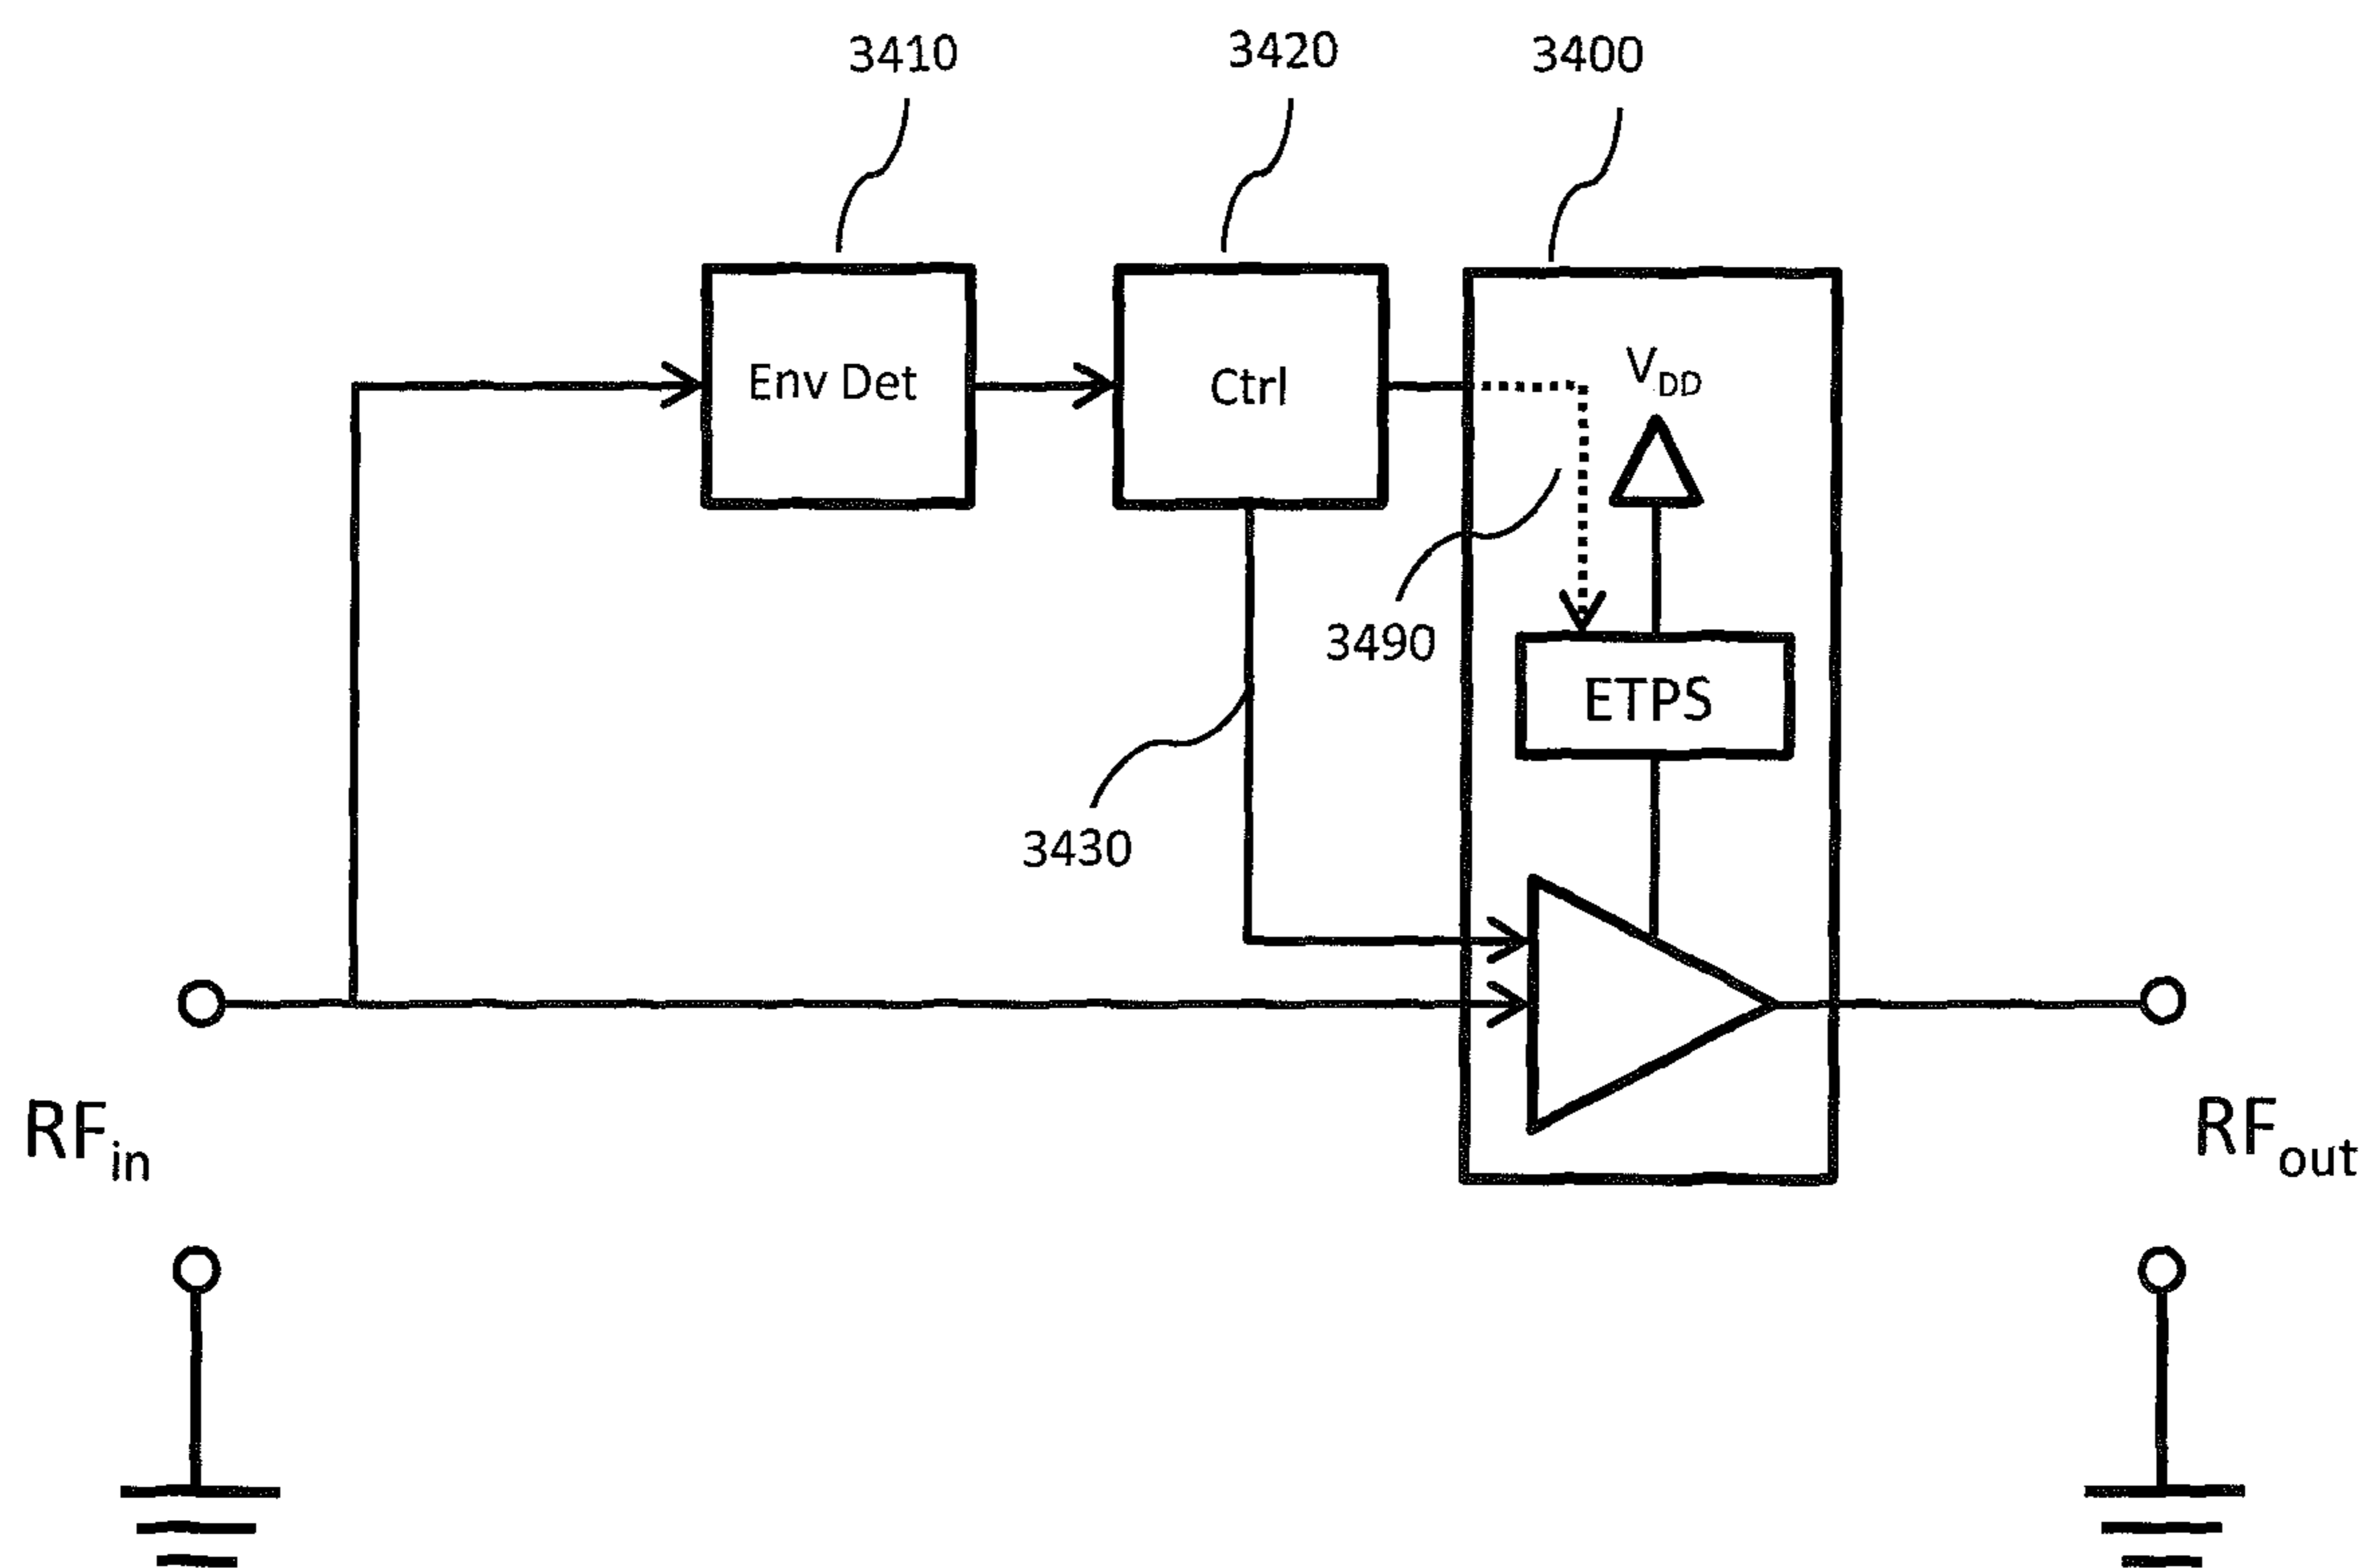 3410
3420
3400
Env Det
Ctrl
VDD
3490
ETPS
3430
RFin
RFout